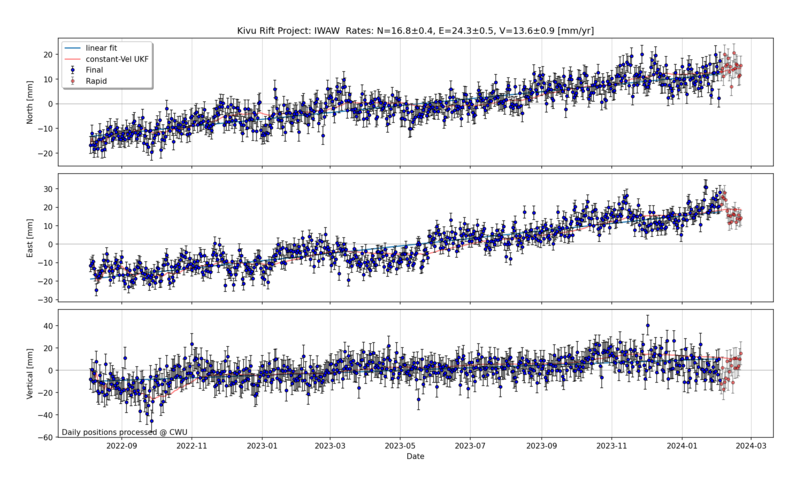 Kivu Rift Project: IWAW  Rates: N=16.8±0.4, E=24.3±0.5, V=13.6±0.9 [mm/yr]
linear fit
constant-Vel UKF
Final
Rapid
North [mm]
20
10
0
−10
−20
East [mm]
30
20
10
0
−10
−20
−30
Vertical [mm]
40
20
0
−20
−40
−60
Daily positions processed @ CWU
2022-09
2022-11
2023-01
2023-03
2023-05
2023-07
2023-09
2023-11
2024-01
2024-03
Date